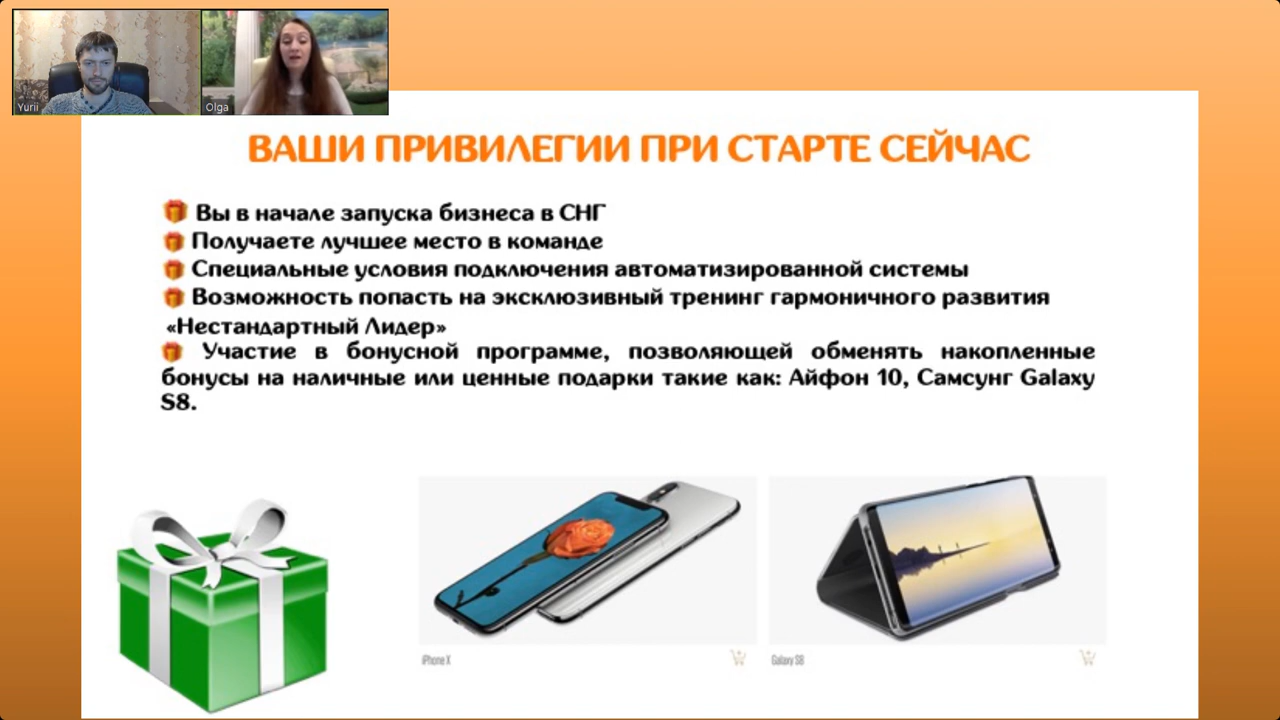 Yurii
Olga
ВАШИ ПРИВИЛЕГИИ ПРИ СТАРТЕ СЕЙЧАС
Вы в начале запуска бизнеса в СНГ
Получаете лучшее место в команде
Специальные условия подключения автоматизированной системы
Возможность попасть на эксклюзивный тренинг гармоничного развития
«Нестандартный Лидер»
Участие в бонусной программе, позволяющей обменять накопленные
бонусы на наличные или ценные подарки такие как: Айфон 10, Самсунг Galaxy
S8.
iPhone X
Galaxy S8